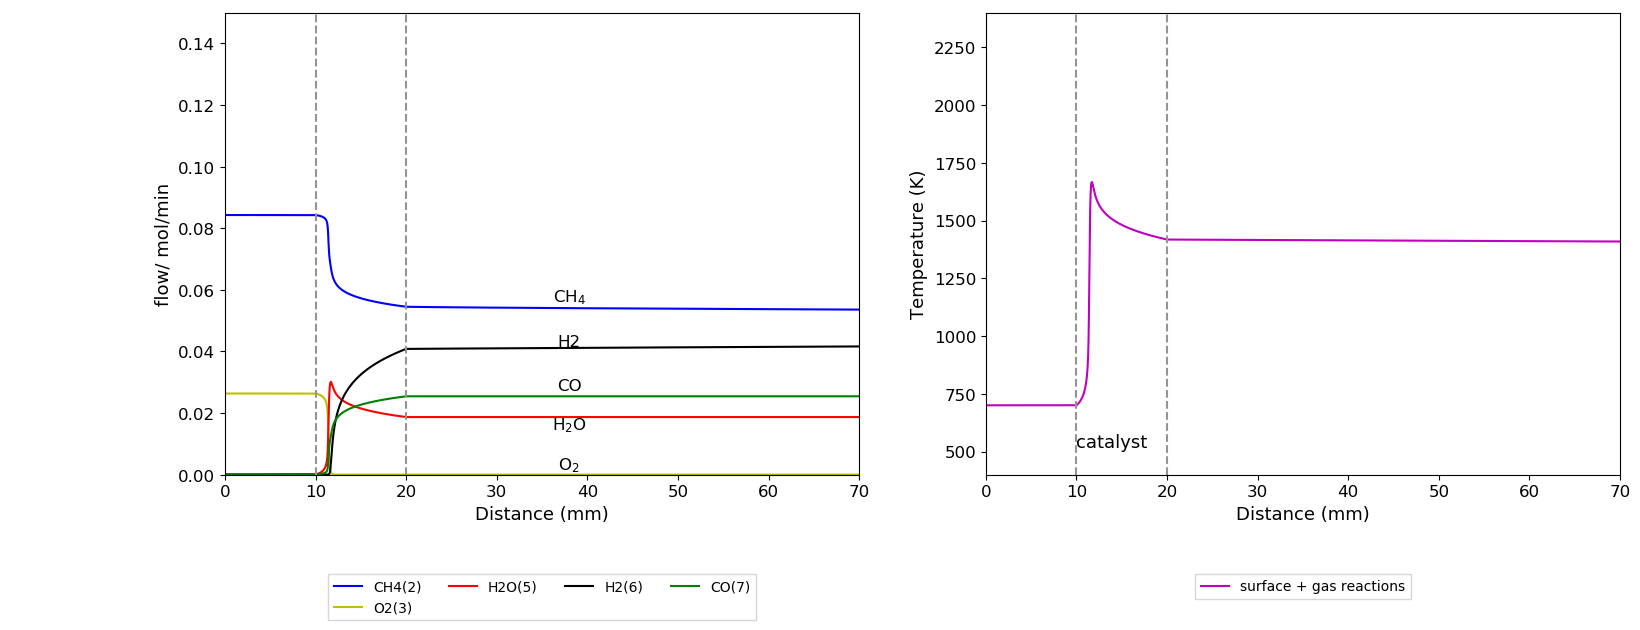 0.14
0.12
0.10
0.08
0.06
0.04
0.02
0.00
flow/ mol/min
CH₄
H2
CO
H₂O
O₂
0 10 20 30 40 50 60 70
Distance (mm)
CH4(2) H2O(5) H2(6) CO(7)
O2(3)
2250
2000
1750
1500
1250
1000
750
500
Temperature (K)
catalyst
0 10 20 30 40 50 60 70
Distance (mm)
surface + gas reactions